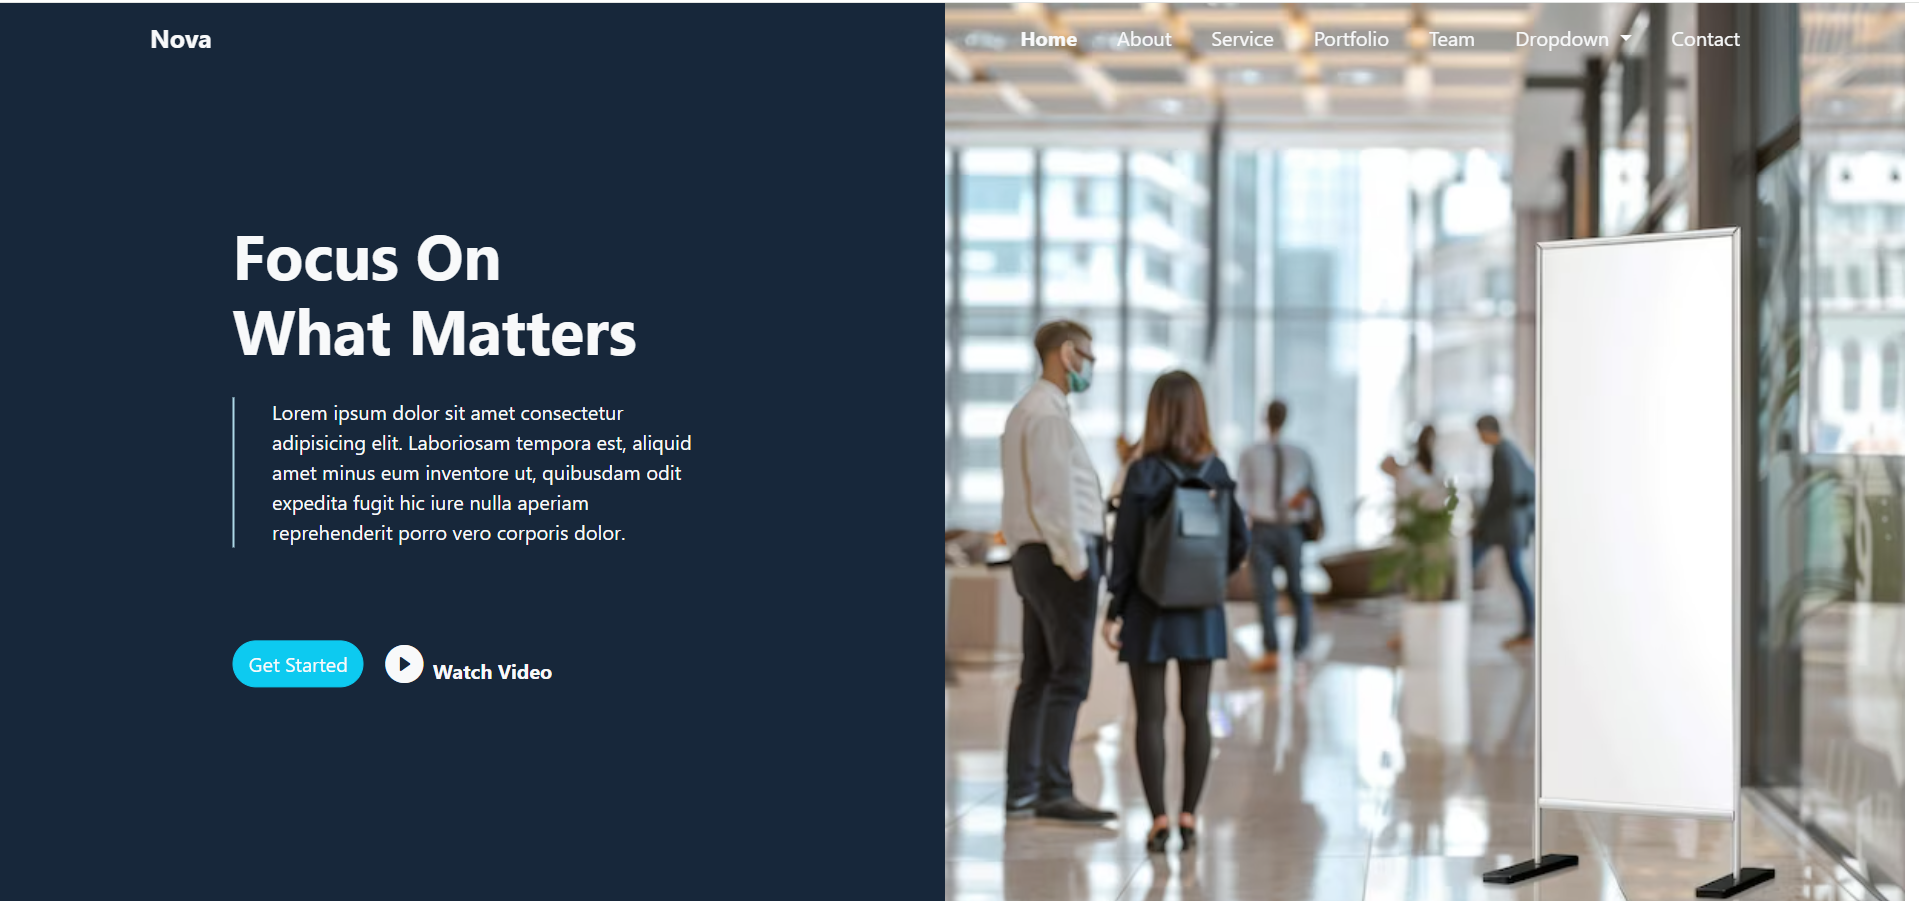 Nova
Home About Service Portfolio Team Dropdown Contact
Focus On
What Matters
Lorem ipsum dolor sit amet consectetur
adipisicing elit. Laboriosam tempora est, aliquid
amet minus eum inventore ut, quibusdam odit
expedita fugit hic iure nulla aperiam
reprehenderit porro vero corporis dolor.
Get Started
Watch Video